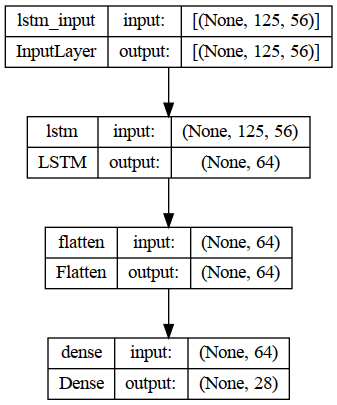 lstm_input input: [(None, 125, 56)]
InputLayer output: [(None, 125, 56)]
lstm input: (None, 125, 56)
LSTM output: (None, 64)
flatten input: (None, 64)
Flatten output: (None, 64)
dense input: (None, 64)
Dense output: (None, 28)